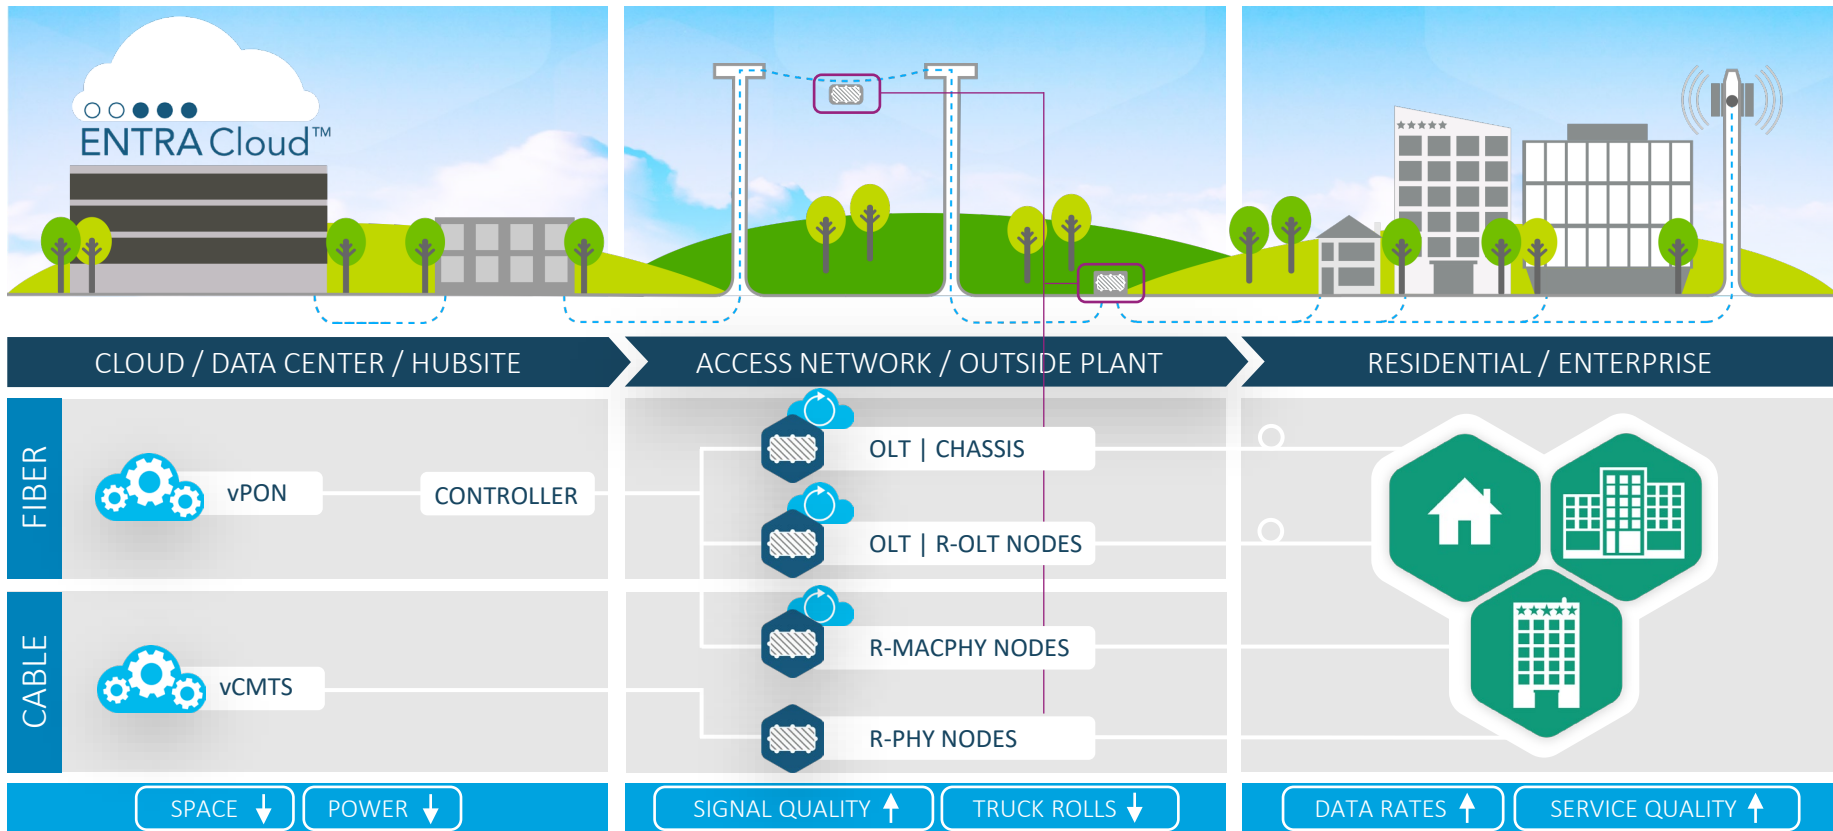 ENTRA Cloud™
CLOUD / DATA CENTER / HUBSITE
ACCESS NETWORK / OUTSIDE PLANT
RESIDENTIAL / ENTERPRISE
FIBER
vPON
CONTROLLER
OLT | CHASSIS
OLT | R-OLT NODES
CABLE
vCMTS
R-MACPHY NODES
R-PHY NODES
SPACE ↓
POWER ↓
SIGNAL QUALITY ↑
TRUCK ROLLS ↓
DATA RATES ↑
SERVICE QUALITY ↑